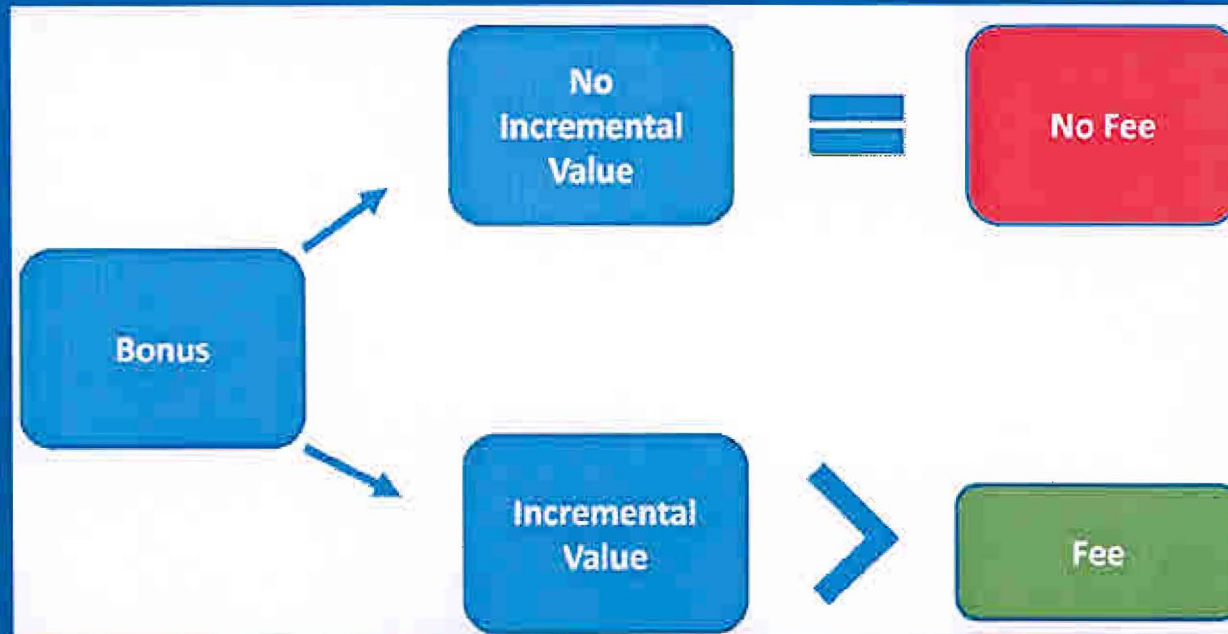 No
Incremental
Value
No Fee
Bonus
Incremental
Value
Fee